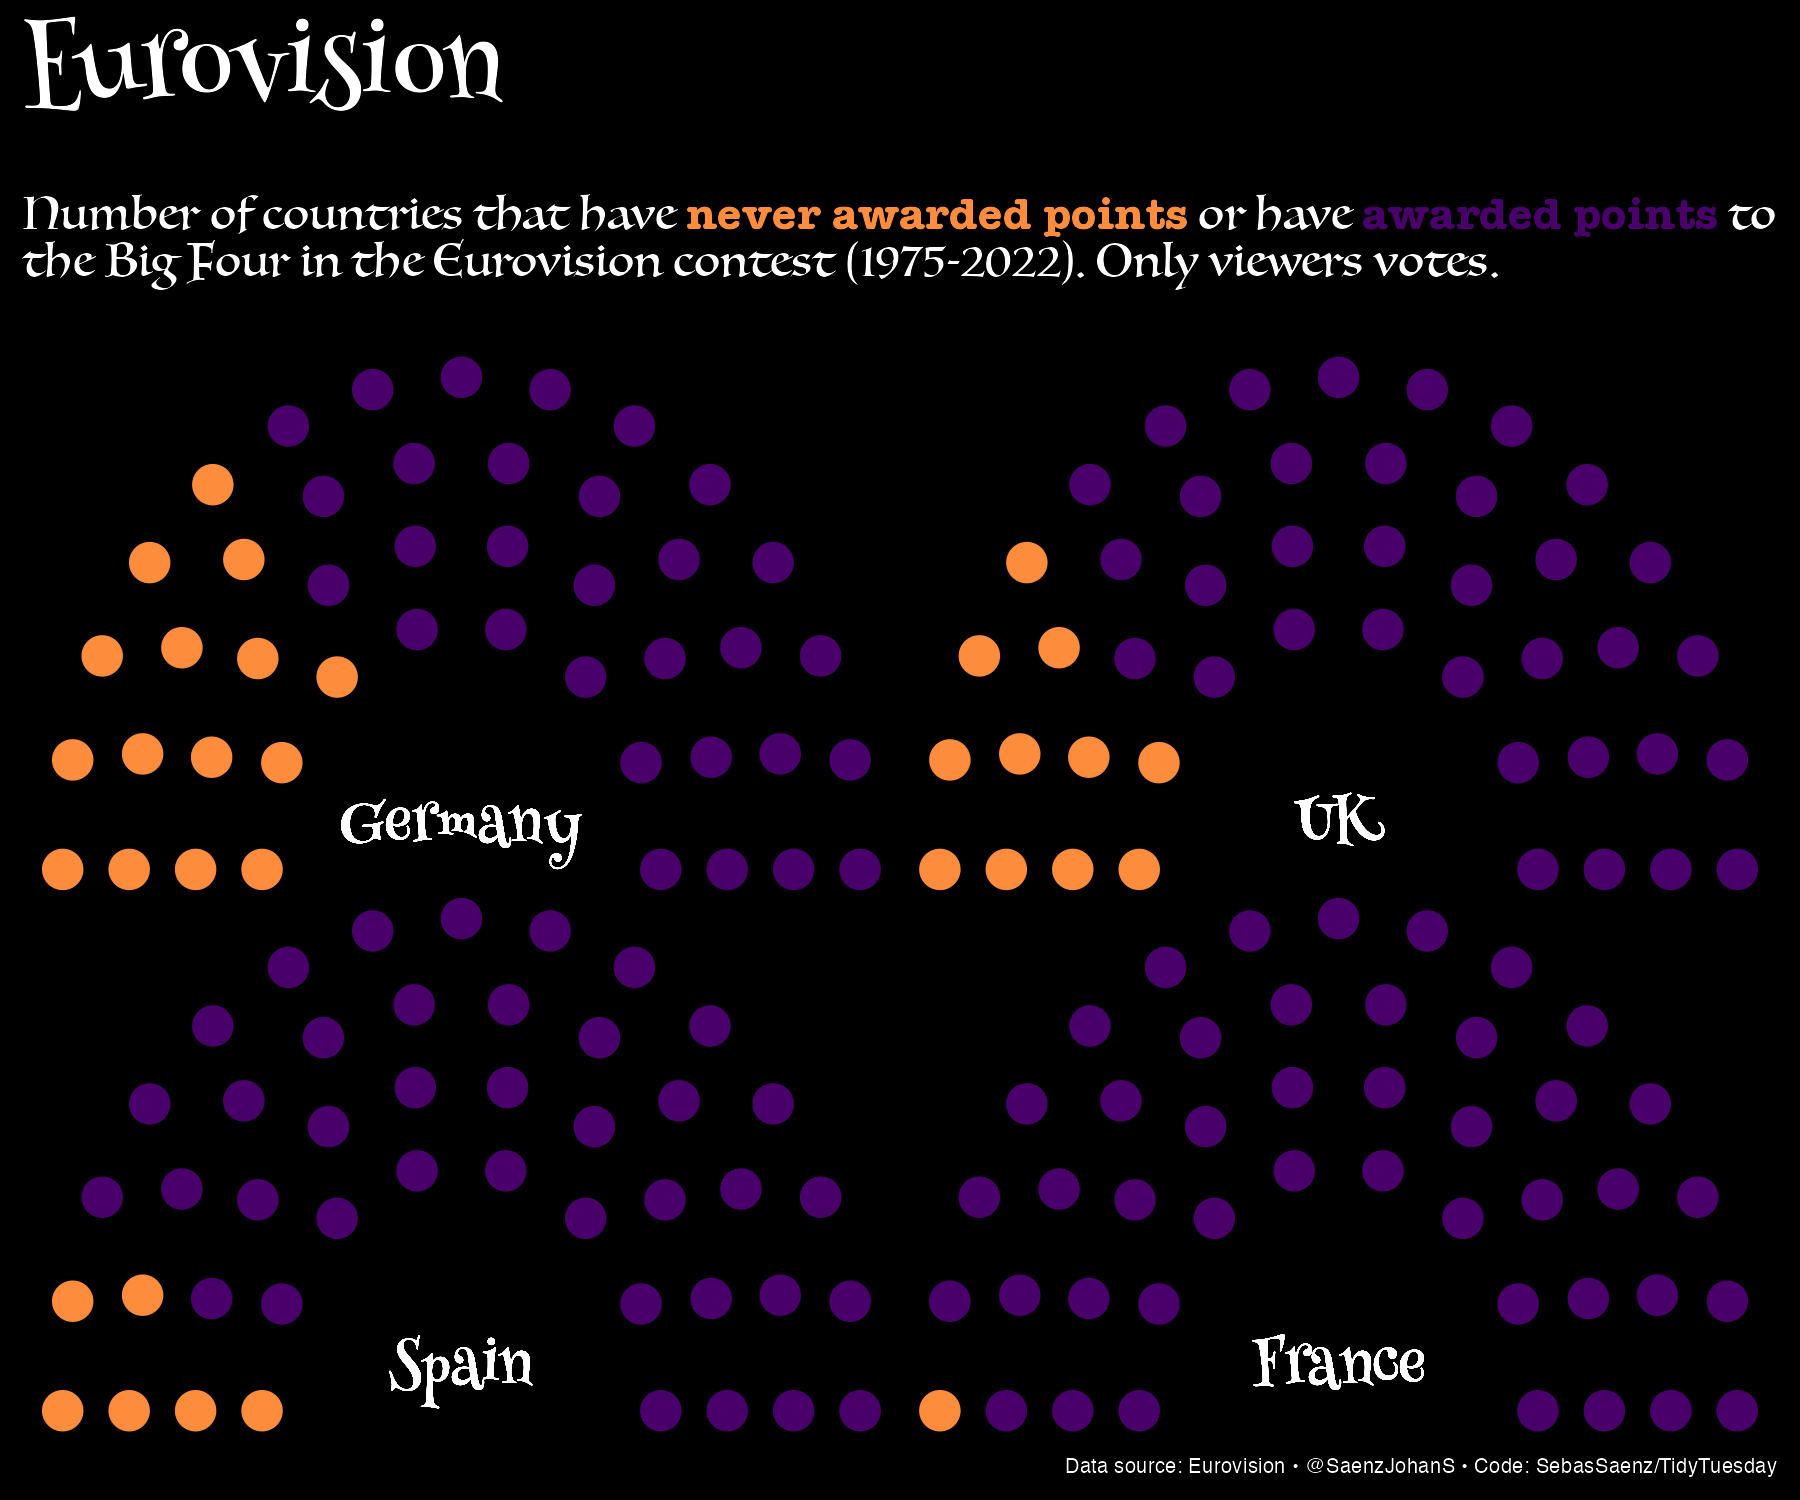 Eurovision
Number of countries that have never awarded points or have awarded points to
the Big Four in the Eurovision contest (1975-2022). Only viewers votes.
Germany
UK
Spain
France
Data source: Eurovision • @SaenzJohanS • Code: SebasSaenz/TidyTuesday